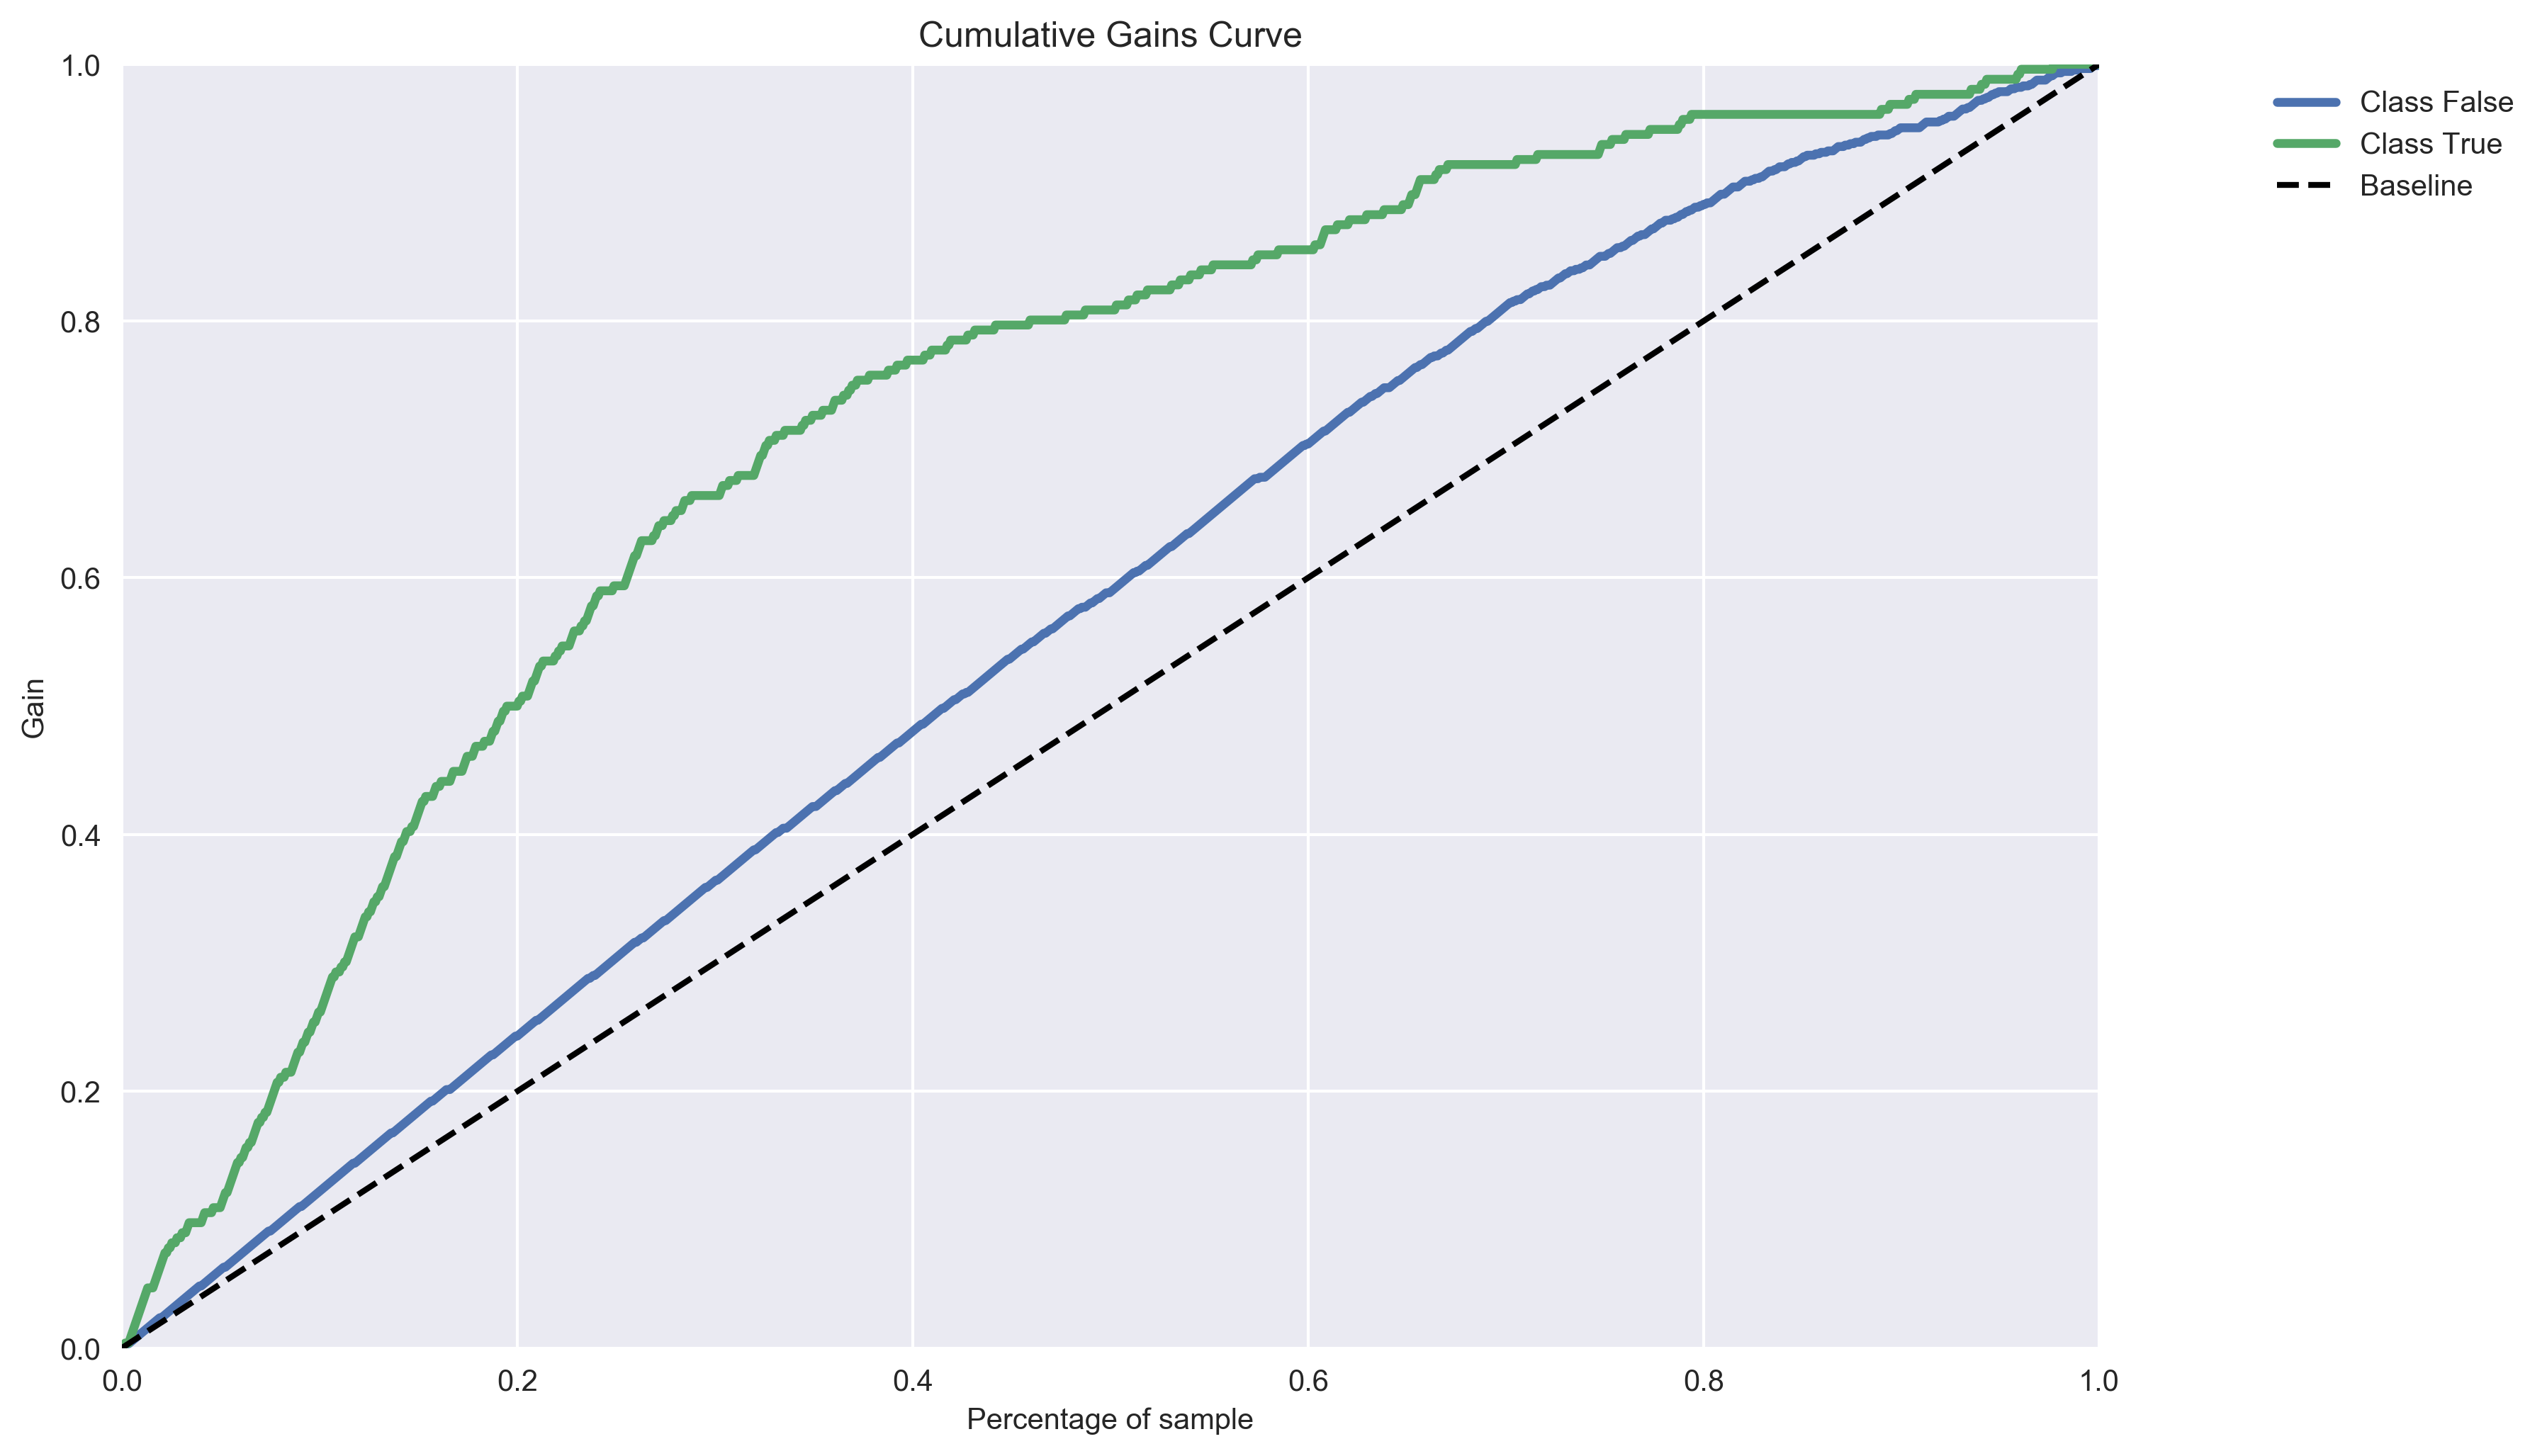 Cumulative Gains Curve
1.0
0.8
0.6
0.4
0.2
0.0
Gain
0.0 0.2 0.4 0.6 0.8 1.0
Percentage of sample
Class False
Class True
Baseline